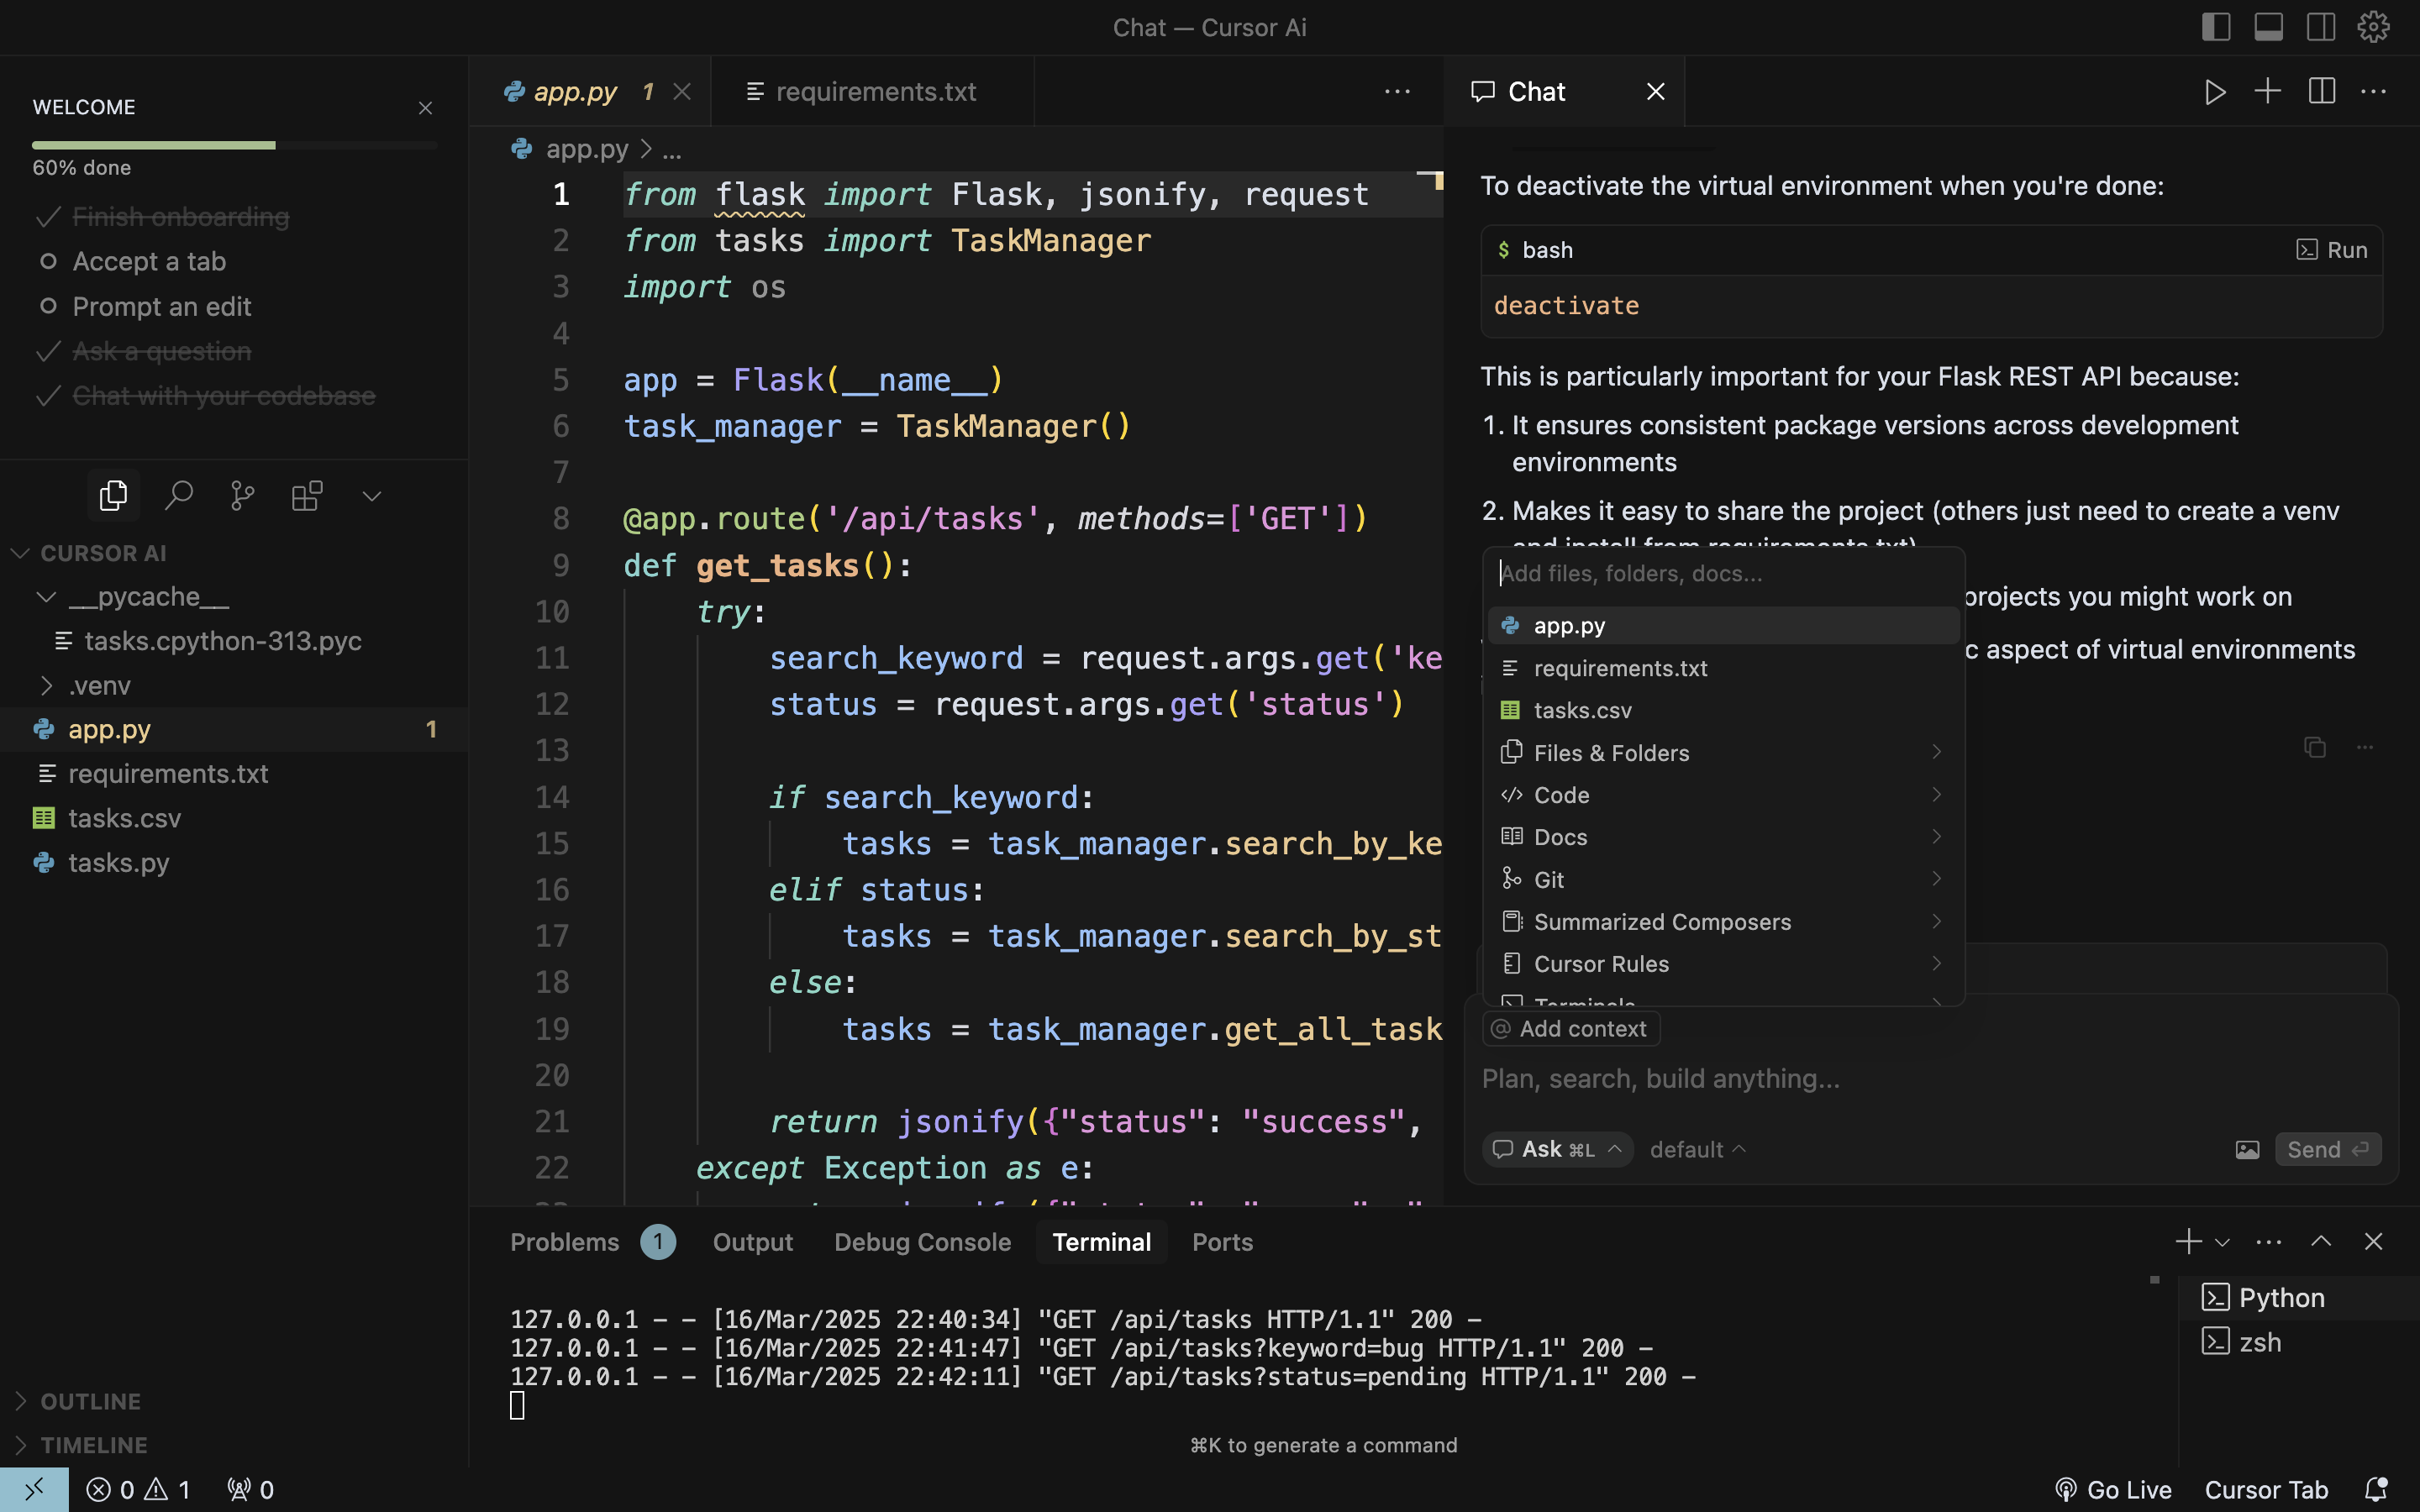 Chat — Cursor Ai
WELCOME
60% done
Finish onboarding
Accept a tab
Prompt an edit
Ask a question
Chat with your codebase
CURSOR AI
__pycache__
tasks.cpython-313.pyc
.venv
app.py 1
requirements.txt
tasks.csv
tasks.py
OUTLINE
TIMELINE
app.py 1
requirements.txt
app.py > ...
1 from flask import Flask, jsonify, request
2 from tasks import TaskManager
3 import os
4
5 app = Flask(__name__)
6 task_manager = TaskManager()
7
8 @app.route('/api/tasks', methods=['GET'])
9 def get_tasks():
10 try:
11 search_keyword = request.args.get('ke
12 status = request.args.get('status')
13
14 if search_keyword:
15 tasks = task_manager.search_by_ke
16 elif status:
17 tasks = task_manager.search_by_st
18 else:
19 tasks = task_manager.get_all_task
20
21 return jsonify({"status": "success",
22 except Exception as e:
Chat
To deactivate the virtual environment when you're done:
$ bash Run
deactivate
This is particularly important for your Flask REST API because:
1. It ensures consistent package versions across development
environments
2. Makes it easy to share the project (others just need to create a venv
and install from requirements.txt)
projects you might work on
c aspect of virtual environments
Add files, folders, docs...
app.py
requirements.txt
tasks.csv
Files & Folders
Code
Docs
Git
Summarized Composers
Cursor Rules
Terminals
@ Add context
Plan, search, build anything...
Ask ⌘L default
Send
Problems 1 Output Debug Console Terminal Ports
127.0.0.1 - - [16/Mar/2025 22:40:34] "GET /api/tasks HTTP/1.1" 200 -
127.0.0.1 - - [16/Mar/2025 22:41:47] "GET /api/tasks?keyword=bug HTTP/1.1" 200 -
127.0.0.1 - - [16/Mar/2025 22:42:11] "GET /api/tasks?status=pending HTTP/1.1" 200 -
⌘K to generate a command
Python
zsh
0 1 0
Go Live Cursor Tab